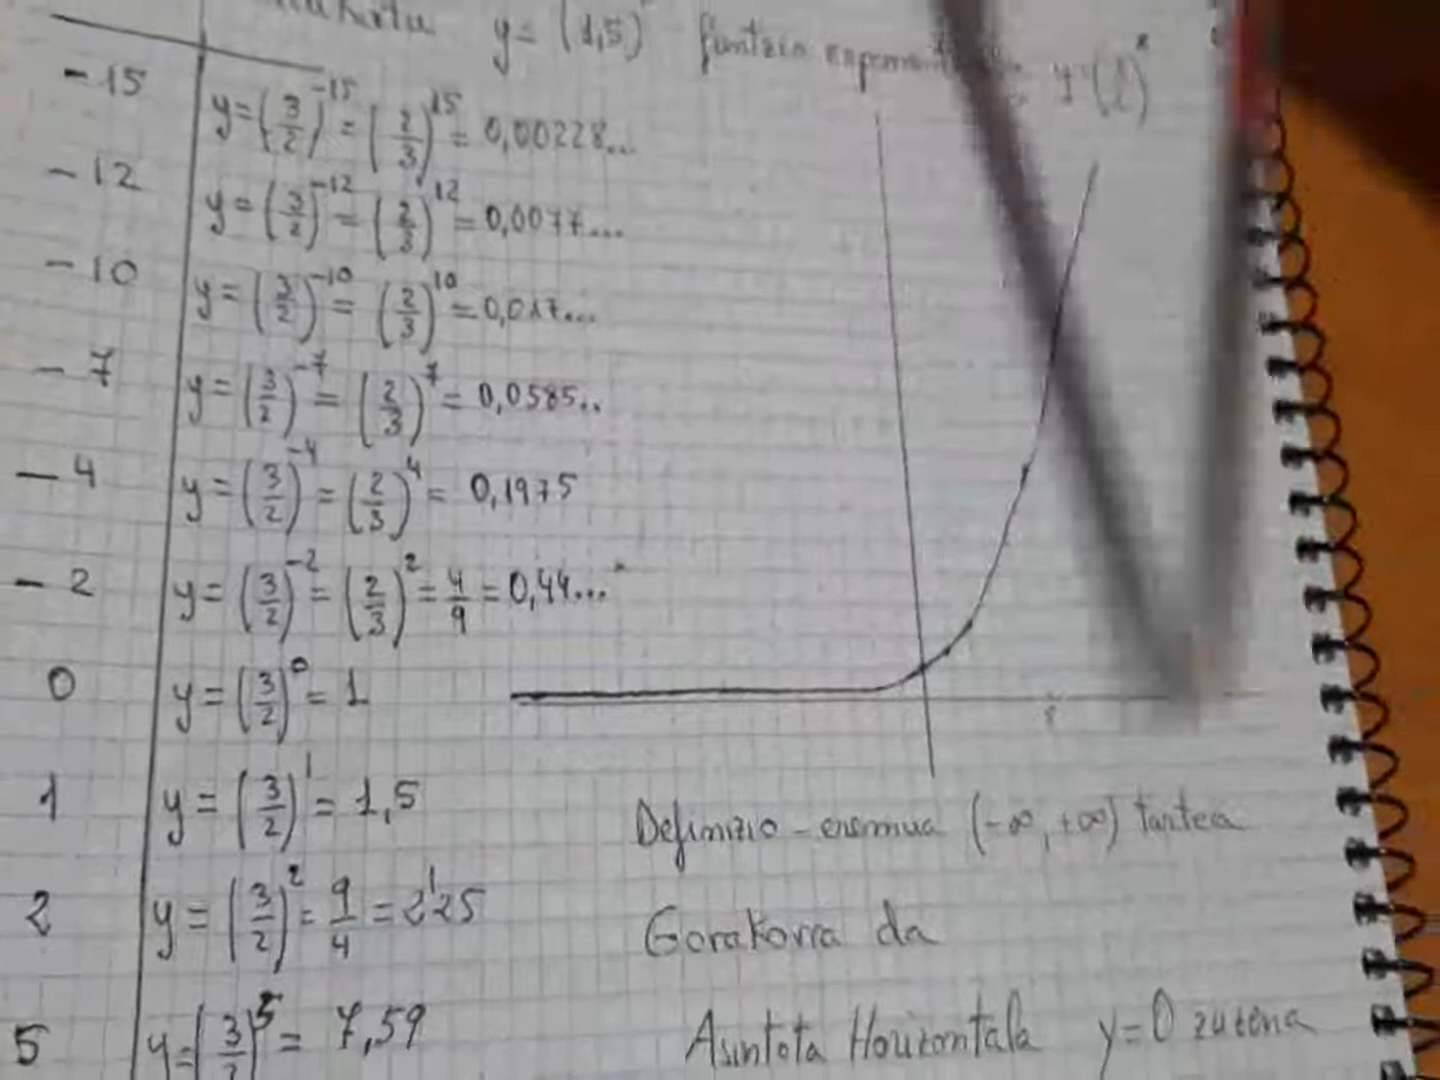 y = (1,5) funtzio
-15 y = (3/2)^-15 = (2/3)^15 = 0,00228...
-12 y = (3/2)^-12 = (2/3)^12 = 0,0077...
-10 y = (3/2)^-10 = (2/3)^10 = 0,017...
-7 y = (3/2)^-7 = (2/3)^7 = 0,0585..
-4 y = (3/2)^-4 = (2/3)^4 = 0,1975
-2 y = (3/2)^-2 = (2/3)^2 = 4/9 = 0,44...
0 y = (3/2)^0 = 1
1 y = (3/2)^1 = 1,5
2 y = (3/2)^2 = 9/4 = 2'25
5 y = (3/2)^5 = 7,59
Definizio-eremua (-∞, +∞) tartea
Gorakorra da
Asintota Horizontala y=0 zuzena